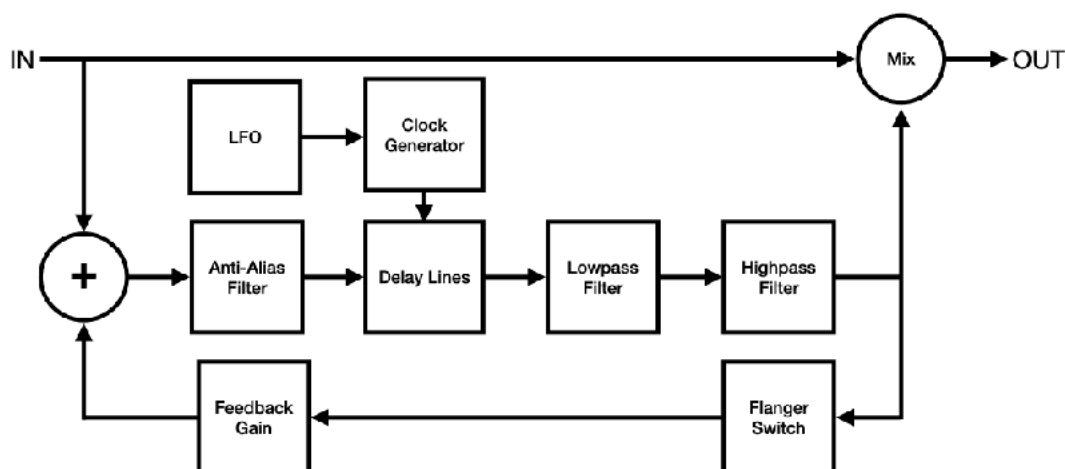 IN
Mix
OUT
LFO
Clock
Generator
+
Anti-Alias
Filter
Delay Lines
Lowpass
Filter
Highpass
Filter
Feedback
Gain
Flanger
Switch